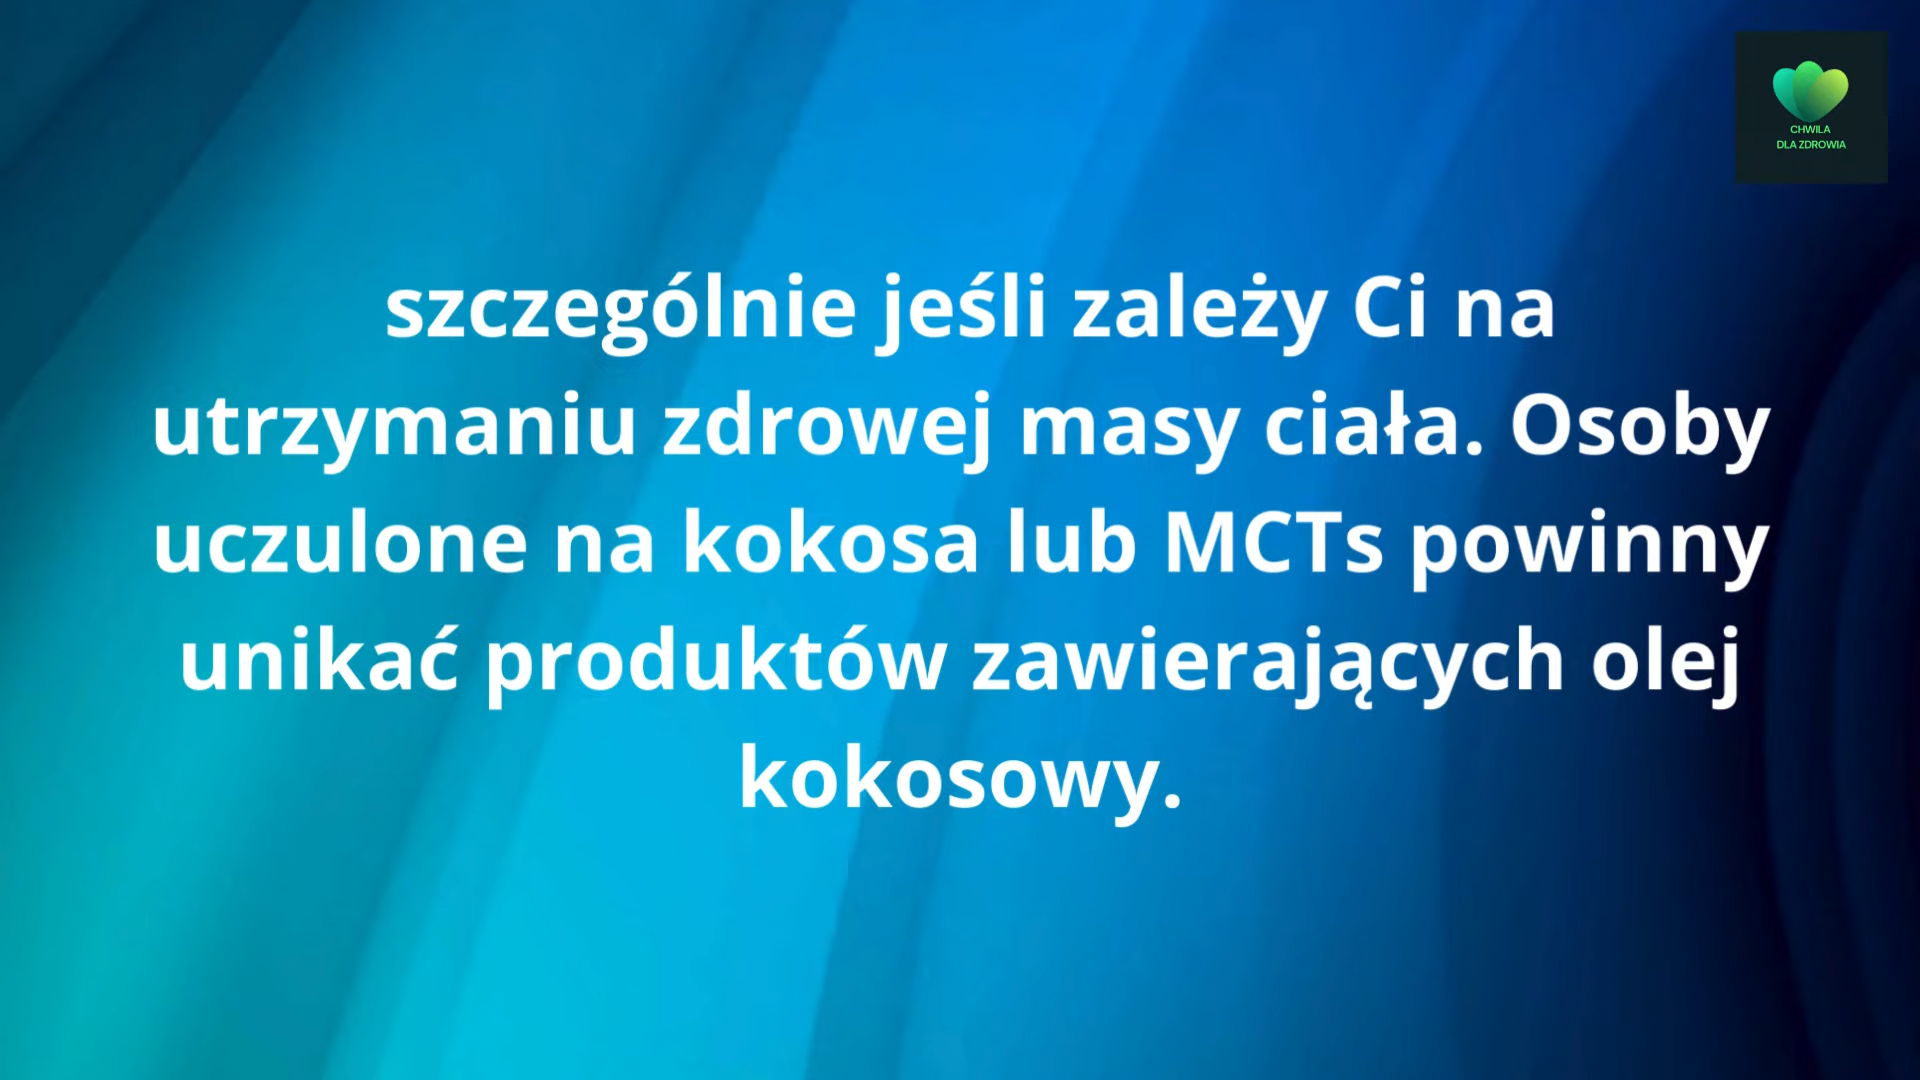 CHWILA
DLA ZDROWIA
szczególnie jeśli zależy Ci na
utrzymaniu zdrowej masy ciała. Osoby
uczulone na kokosa lub MCTs powinny
unikać produktów zawierających olej
kokosowy.